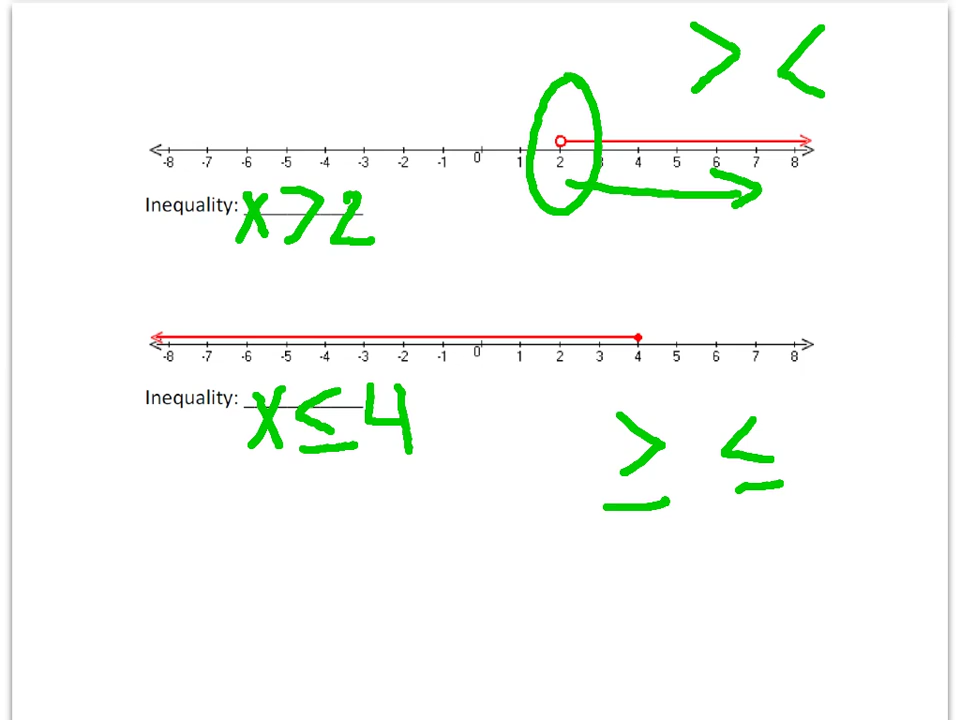 > <
-8 -7 -6 -5 -4 -3 -2 -1 0 1 2 3 4 5 6 7 8
Inequality: x>2
-8 -7 -6 -5 -4 -3 -2 -1 0 1 2 3 4 5 6 7 8
Inequality: x≤4
≥ ≤